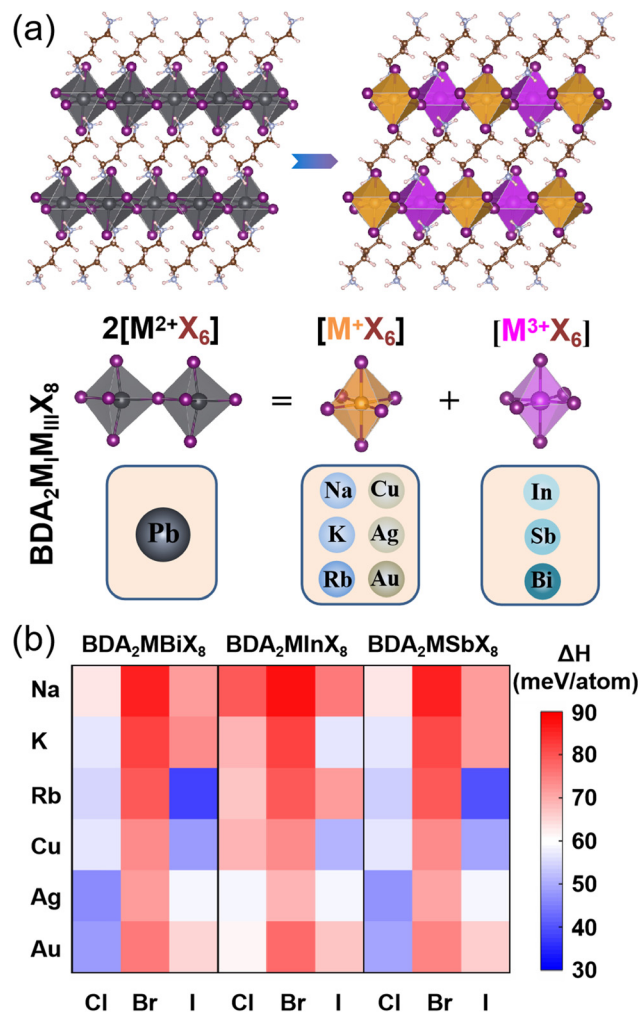 (a)
2[M²⁺X₆] [M⁺X₆] [M³⁺X₆]
= +
BDA₂MᵢMᵢᵢᵢX₈
Pb
Na Cu
K Ag
Rb Au
In
Sb
Bi
(b)
BDA₂MBiX₈ BDA₂MInX₈ BDA₂MSbX₈
ΔH
(meV/atom)
Na
K
Rb
Cu
Ag
Au
90
80
70
60
50
40
30
Cl Br I Cl Br I Cl Br I